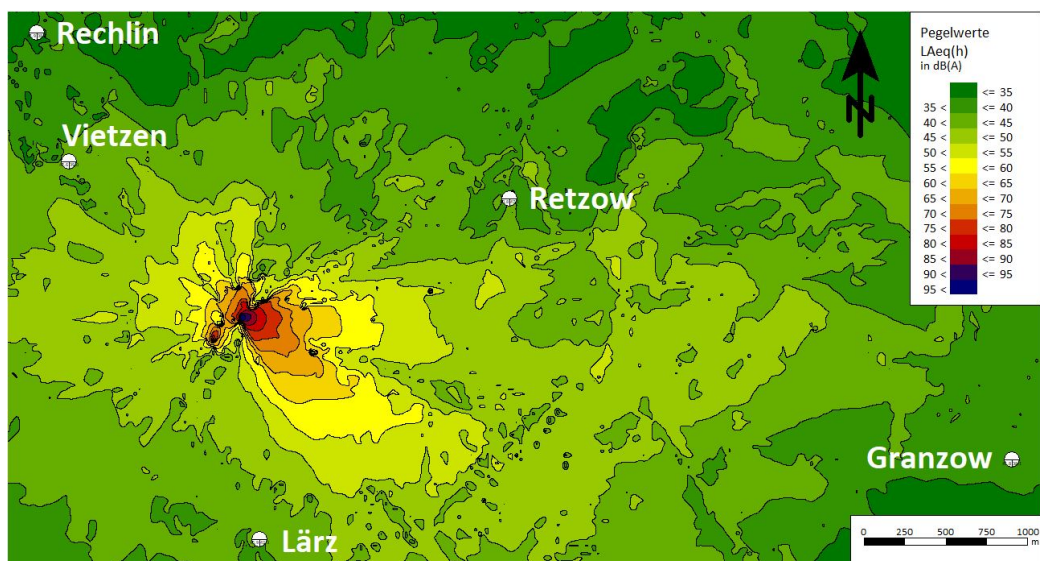 Rechlin
Vietzen
Retzow
Granzow
Lärz
N
Pegelwerte
LAeq(h)
in dB(A)
<= 35
35 < <= 40
40 < <= 45
45 < <= 50
50 < <= 55
55 < <= 60
60 < <= 65
65 < <= 70
70 < <= 75
75 < <= 80
80 < <= 85
85 < <= 90
90 < <= 95
95 <
0 250 500 750 1000
m